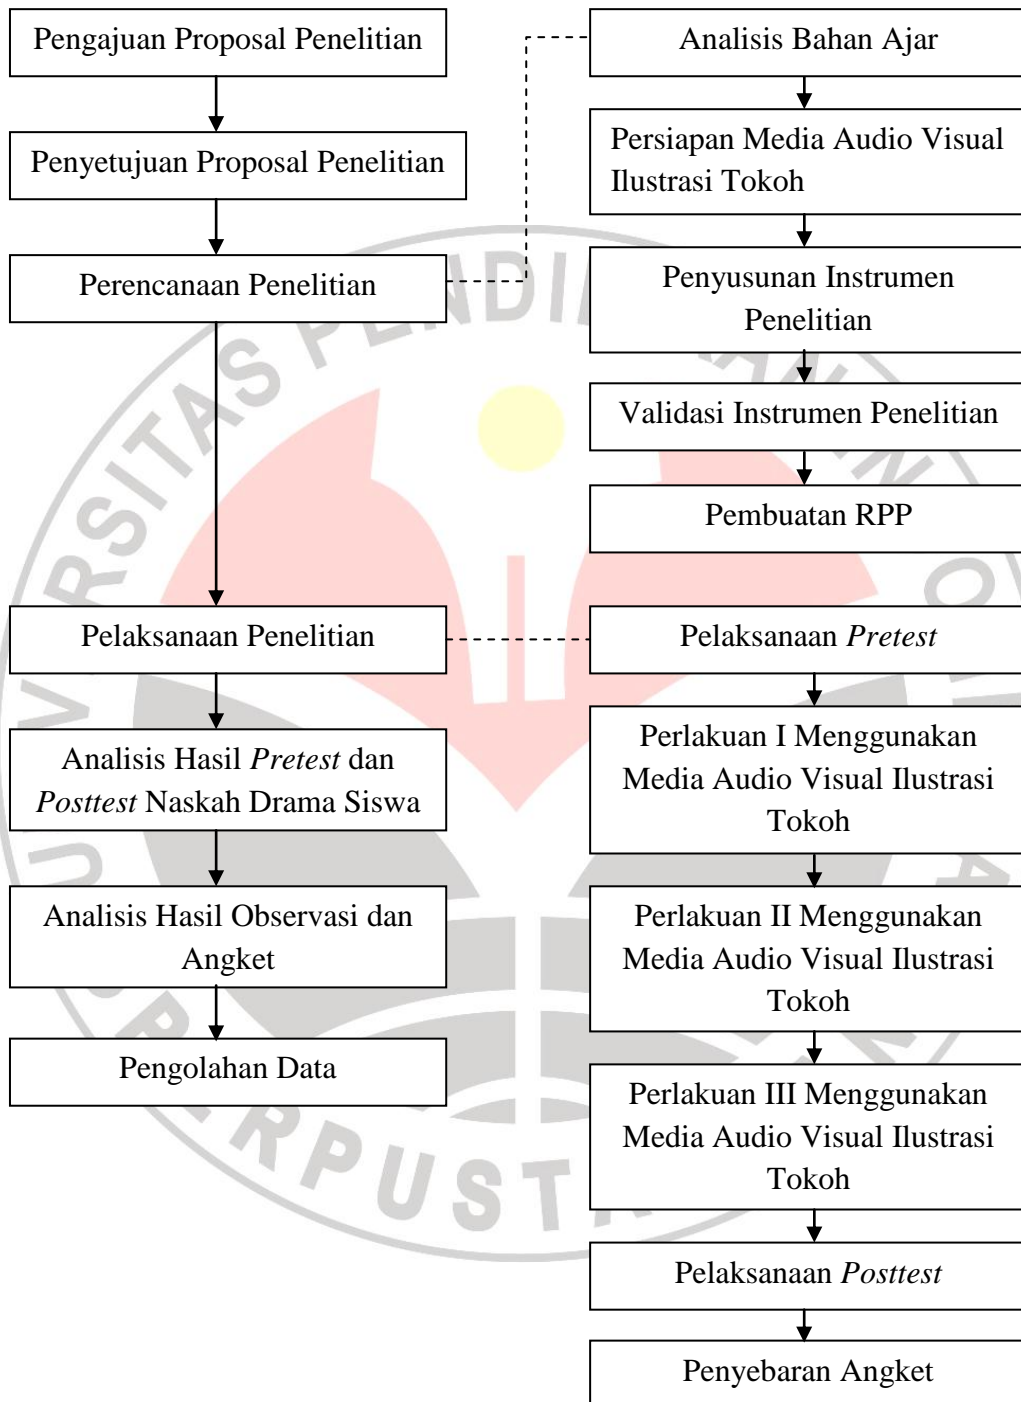 Pengajuan Proposal Penelitian
Penyetujuan Proposal Penelitian
Perencanaan Penelitian
Pelaksanaan Penelitian
Analisis Hasil Pretest dan
Posttest Naskah Drama Siswa
Analisis Hasil Observasi dan
Angket
Pengolahan Data
Analisis Bahan Ajar
Persiapan Media Audio Visual
Ilustrasi Tokoh
Penyusunan Instrumen
Penelitian
Validasi Instrumen Penelitian
Pembuatan RPP
Pelaksanaan Pretest
Perlakuan I Menggunakan
Media Audio Visual Ilustrasi
Tokoh
Perlakuan II Menggunakan
Media Audio Visual Ilustrasi
Tokoh
Perlakuan III Menggunakan
Media Audio Visual Ilustrasi
Tokoh
Pelaksanaan Posttest
Penyebaran Angket